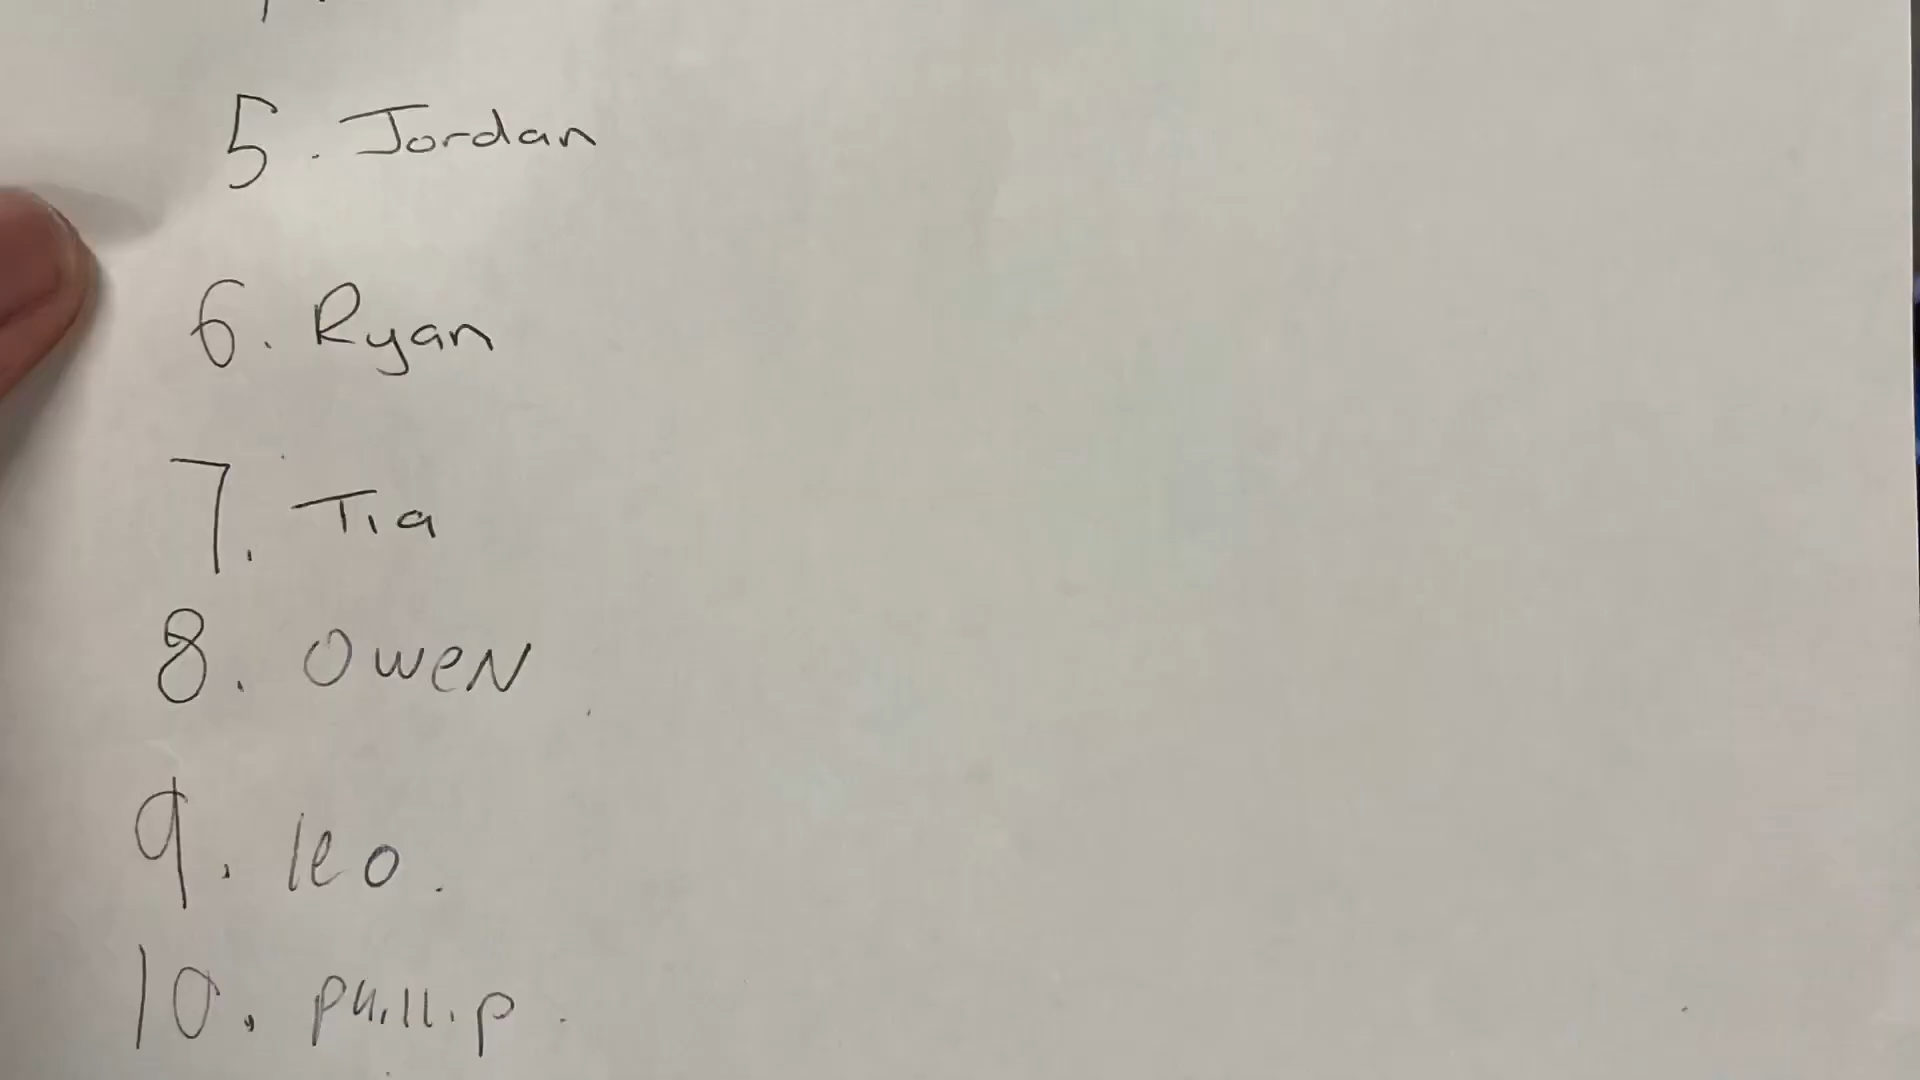 5. Jordan
6. Ryan
7. Tia
8. OweN
9. leo.
10. phillip.